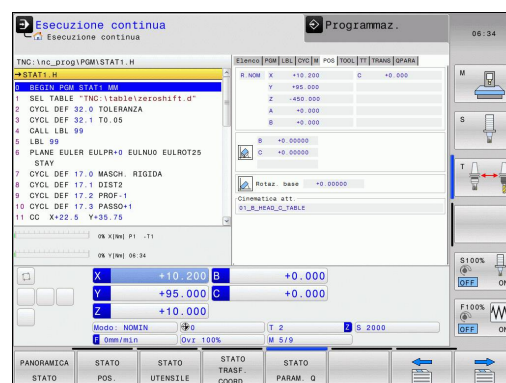 Esecuzione continua
Esecuzione continua
Programmaz.
06:34
TNC:\nc_prog\PGM\STAT1.H
→STAT1.H
0 BEGIN PGM STAT1 MM
1 SEL TABLE "TNC:\table\zeroshift.d"
2 CYCL DEF 32.0 TOLERANZA
3 CYCL DEF 32.1 T0.05
4 CALL LBL 99
5 LBL 99
6 PLANE EULER EULPR+0 EULNU0 EULROT25
STAY
7 CYCL DEF 17.0 MASCH. RIGIDA
8 CYCL DEF 17.1 DIST2
9 CYCL DEF 17.2 PROF-1
10 CYCL DEF 17.3 PASSO+1
11 CC X+22.5 Y+35.75
0% X[Nm] P1 -T1
0% Y[Nm] 06:34
Elenco PGM LBL CYC M POS TOOL TT TRANS QPARA
R.NOM X +10.200 C +0.000
Y +95.000
Z -450.000
A +0.000
B +0.000
B +0.00000
C +0.00000
Rotaz. base +0.00000
Cinematica att.
01_B_HEAD_C_TABLE
X +10.200 B +0.000
Y +95.000 C +0.000
Z +10.000
Modo: NOMIN 0 T 2 Z S 2000
F 0mm/min Ovr 100% M 5/9
M
S
T
S100%
OFF ON
F100%
OFF ON
PANORAMICA STATO
STATO POS.
STATO UTENSILE
STATO TRASF. COORD.
STATO PARAM. Q